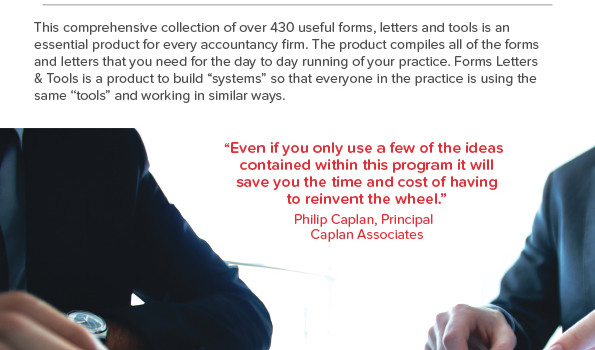 This comprehensive collection of over 430 useful forms, letters and tools is an
essential product for every accountancy firm. The product compiles all of the forms
and letters that you need for the day to day running of your practice. Forms Letters
& Tools is a product to build “systems” so that everyone in the practice is using the
same “tools” and working in similar ways.
“Even if you only use a few of the ideas
contained within this program it will
save you the time and cost of having
to reinvent the wheel.”
Philip Caplan, Principal
Caplan Associates